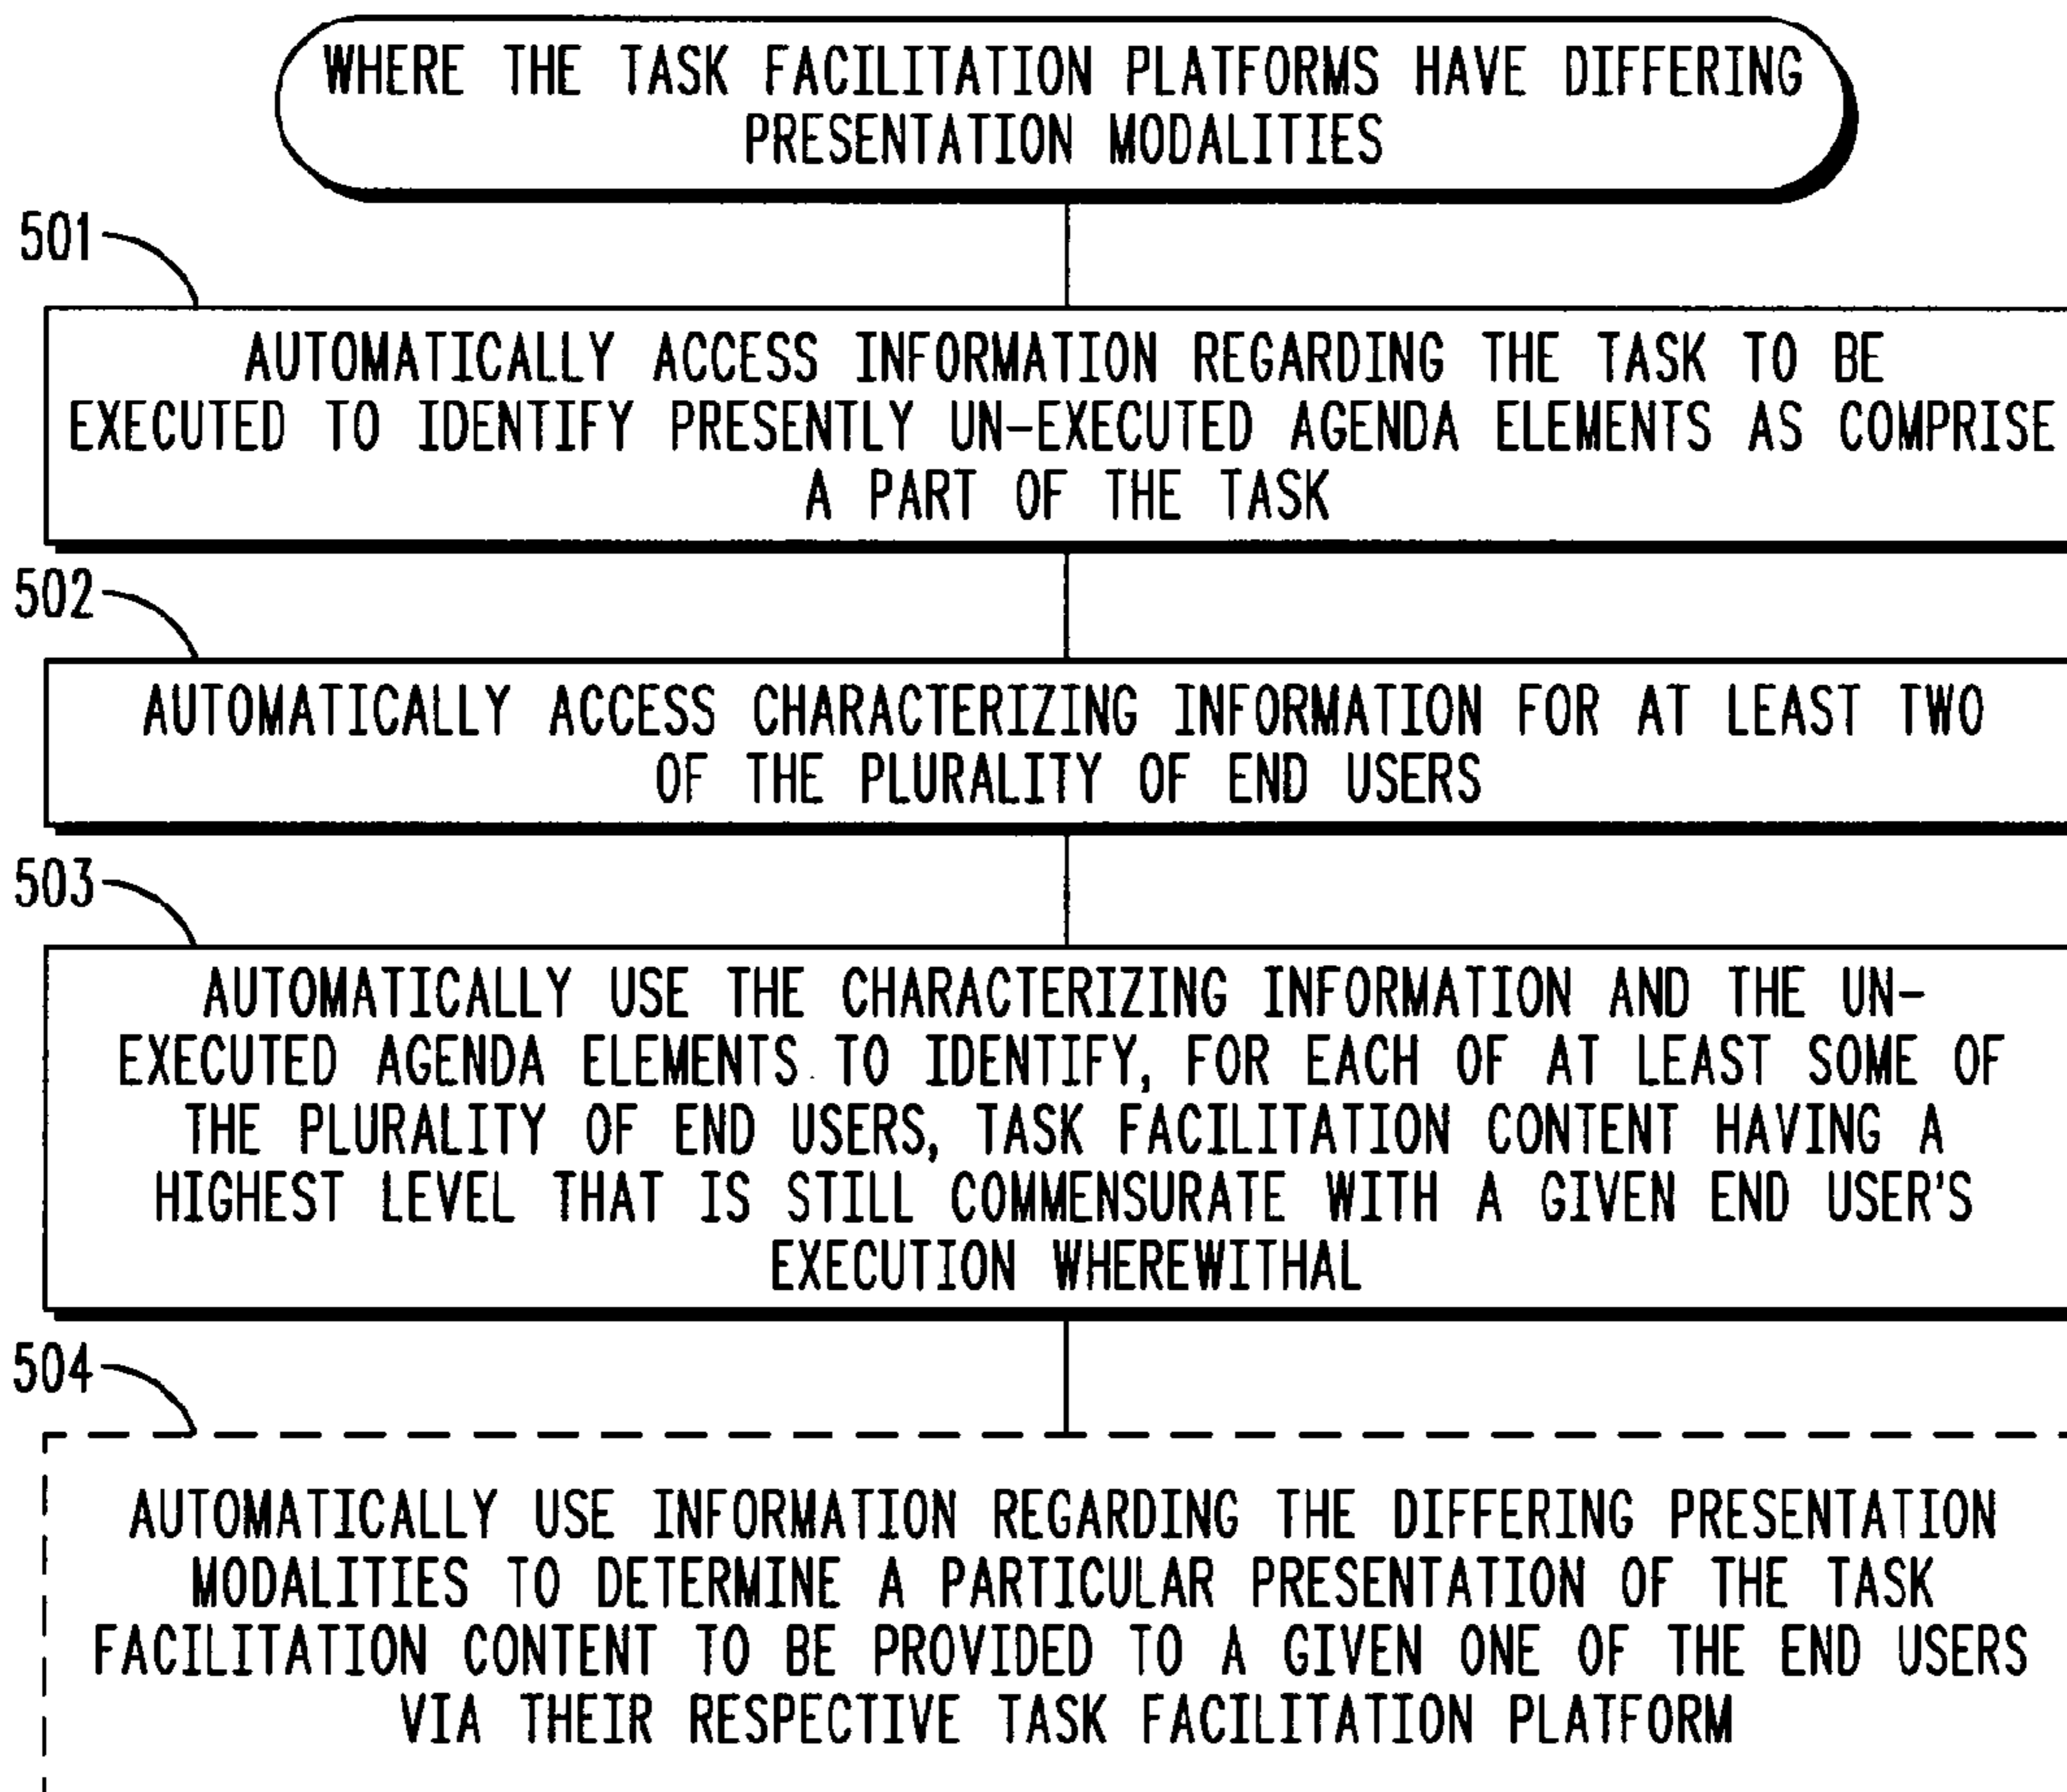 WHERE THE TASK FACILITATION PLATFORMS HAVE DIFFERING
PRESENTATION MODALITIES
501
AUTOMATICALLY ACCESS INFORMATION REGARDING THE TASK TO BE
EXECUTED TO IDENTIFY PRESENTLY UN-EXECUTED AGENDA ELEMENTS AS COMPRISE
A PART OF THE TASK
502
AUTOMATICALLY ACCESS CHARACTERIZING INFORMATION FOR AT LEAST TWO
OF THE PLURALITY OF END USERS
503
AUTOMATICALLY USE THE CHARACTERIZING INFORMATION AND THE UN-
EXECUTED AGENDA ELEMENTS TO IDENTIFY, FOR EACH OF AT LEAST SOME OF
THE PLURALITY OF END USERS, TASK FACILITATION CONTENT HAVING A
HIGHEST LEVEL THAT IS STILL COMMENSURATE WITH A GIVEN END USER'S
EXECUTION WHEREWITHAL
504
AUTOMATICALLY USE INFORMATION REGARDING THE DIFFERING PRESENTATION
MODALITIES TO DETERMINE A PARTICULAR PRESENTATION OF THE TASK
FACILITATION CONTENT TO BE PROVIDED TO A GIVEN ONE OF THE END USERS
VIA THEIR RESPECTIVE TASK FACILITATION PLATFORM